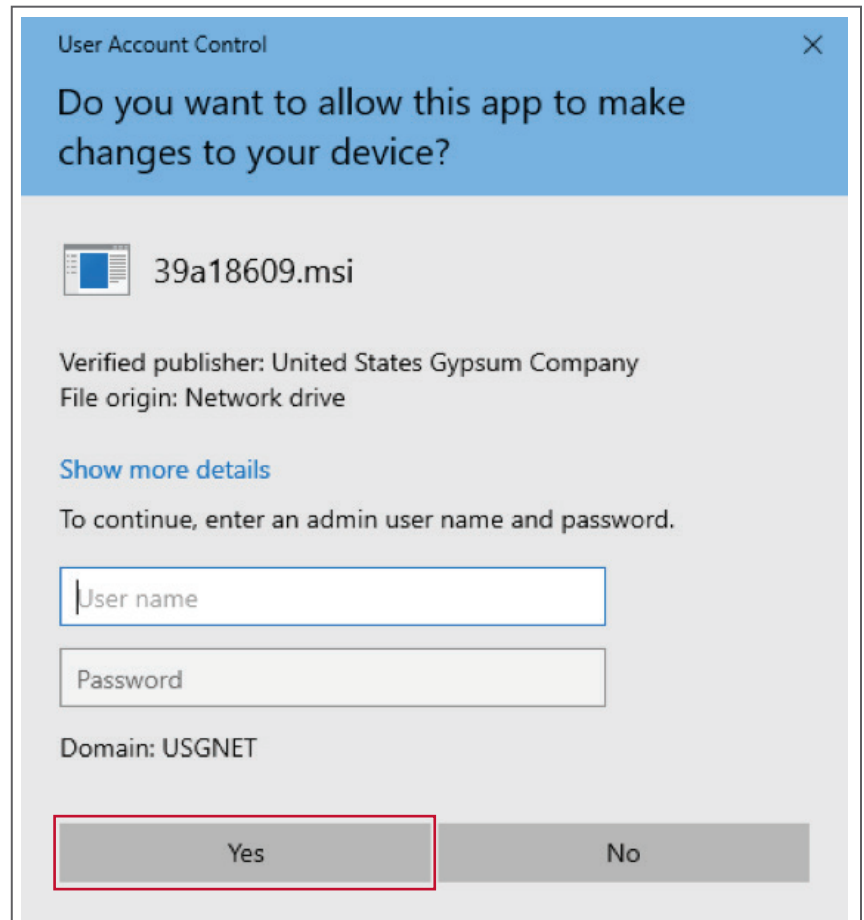 User Account Control
Do you want to allow this app to make
changes to your device?
39a18609.msi
Verified publisher: United States Gypsum Company
File origin: Network drive
Show more details
To continue, enter an admin user name and password.
User name
Password
Domain: USGNET
Yes
No